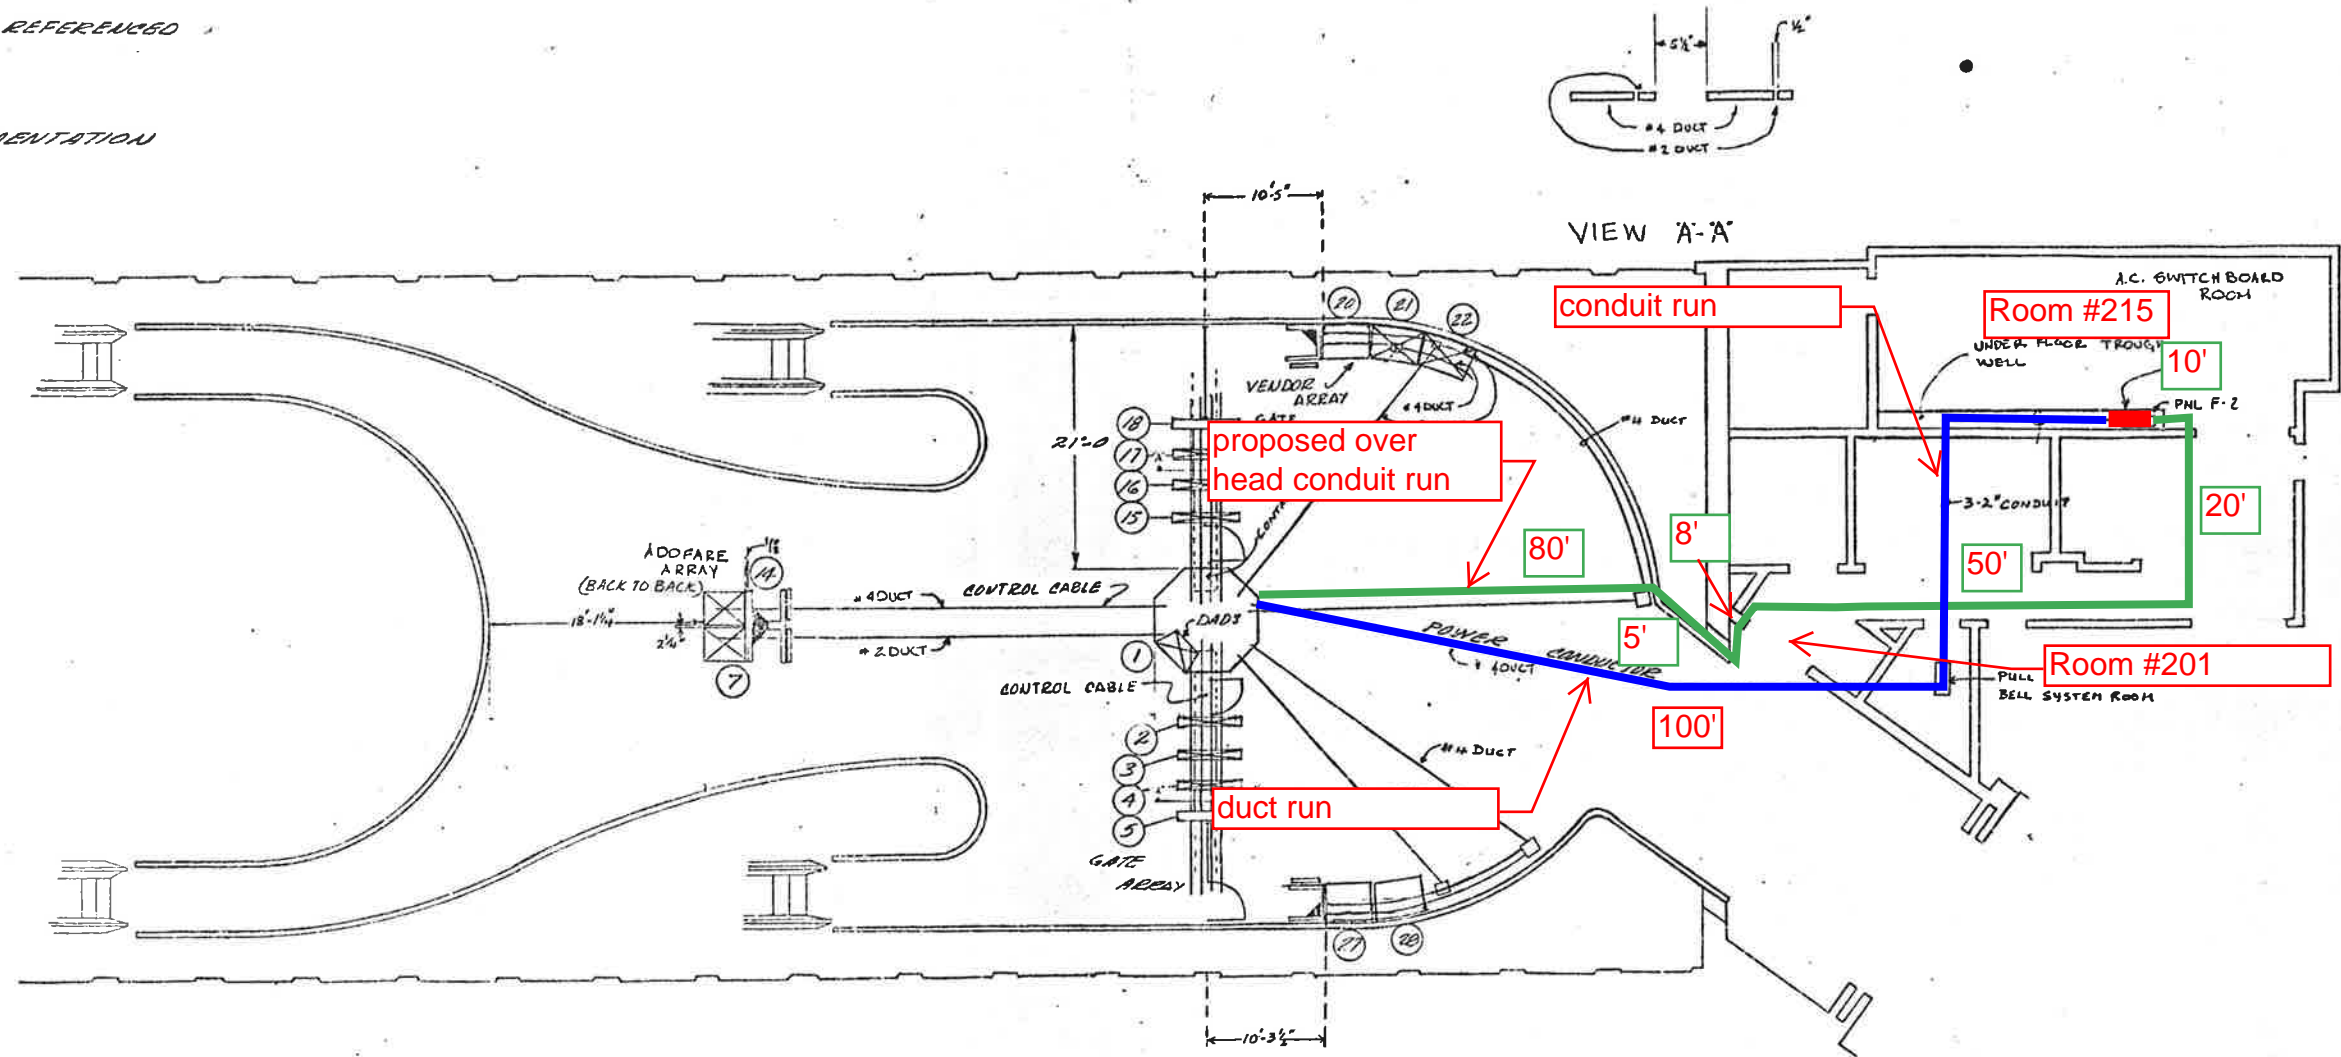 REFERENCED
MENTATION
5½"
½"
#4 DUCT
#2 DUCT
10'-5"
VIEW "A"-"A"
A.C. SWITCH BOARD
ROOM
conduit run
Room #215
UNDER FLOOR TROUGH
WELL
10'
PNL F-2
20
21
22
VENDOR
ARRAY
#4 DUCT
#4 DUCT
GATE
18
17
16
15
21'-0
proposed over
head conduit run
3-2" CONDUIT
20'
8'
80'
50'
ADDFARE
ARRAY
(BACK TO BACK)
14
#4 DUCT
CONTROL CABLE
18'-1¼"
2¼"
#2 DUCT
7
DADS
1
CONTROL CABLE
POWER CONDUCTOR
# 4 DUCT
5'
Room #201
PULL
BELL SYSTEM ROOM
100'
2
3
4
5
#4 DUCT
duct run
GATE
ARRAY
27
28
10'-3½"